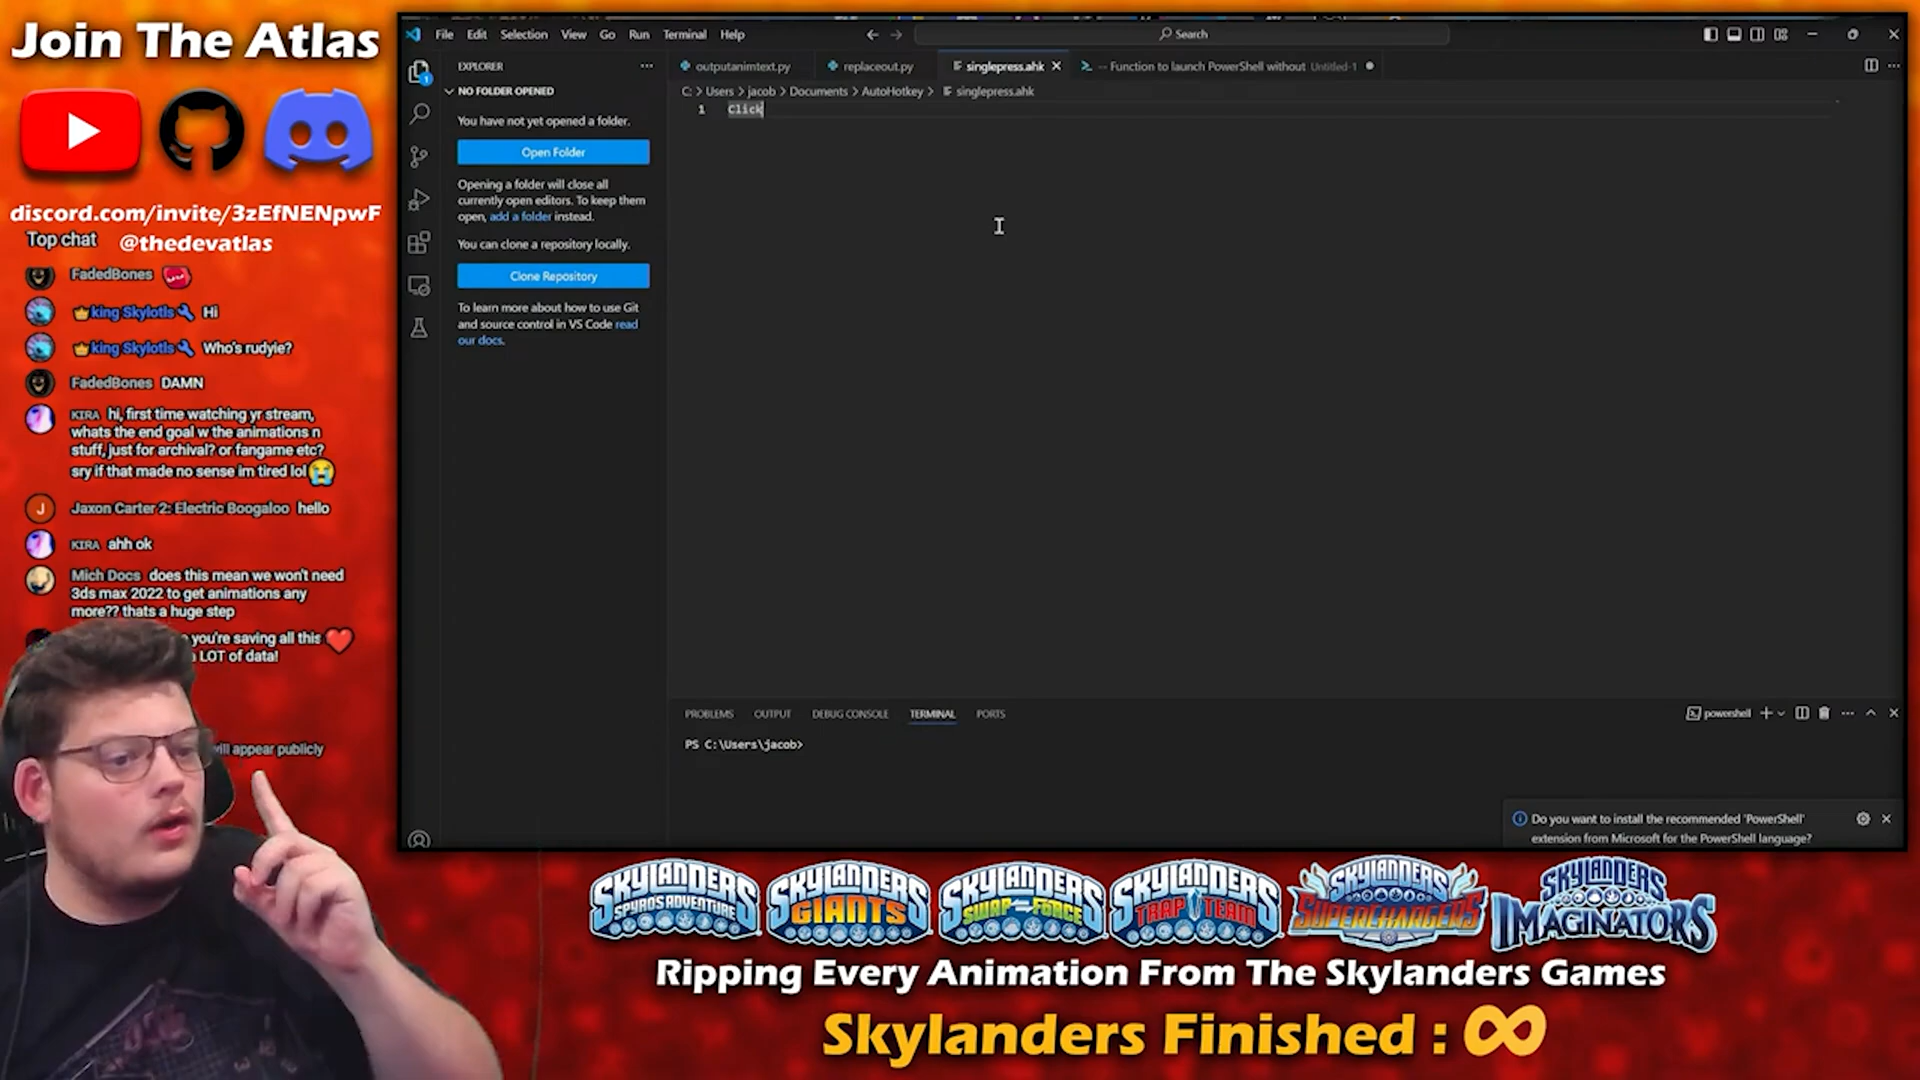 Join The Atlas
discord.com/invite/3zEfNENpwF
Top chat
@thedevatlas
FadedBones
king Skylotls Hi
king Skylotls Who's rudyie?
FadedBones DAMN
KIRA hi, first time watching yr stream,
whats the end goal w the animations n
stuff, just for archival? or fangame etc?
sry if that made no sense im tired lol
J
Jaxon Carter 2: Electric Boogaloo hello
KIRA ahh ok
Mich Docs does this mean we won't need
3ds max 2022 to get animations any
more?? thats a huge step
you're saving all this
LOT of data!
will appear publicly
File Edit Selection View Go Run Terminal Help
Search
EXPLORER
NO FOLDER OPENED
You have not yet opened a folder.
Open Folder
Opening a folder will close all
currently open editors. To keep them
open, add a folder instead.
You can clone a repository locally.
Clone Repository
To learn more about how to use Git
and source control in VS Code read
our docs.
1
outputanimtext.py
replaceout.py
singlepress.ahk
-- Function to launch PowerShell without Untitled-1
C: > Users > jacob > Documents > AutoHotkey > singlepress.ahk
1 Click
PROBLEMS OUTPUT DEBUG CONSOLE TERMINAL PORTS
powershell
PS C:\Users\jacob>
Do you want to install the recommended 'PowerShell'
extension from Microsoft for the PowerShell language?
SKYLANDERS SPYRO'S ADVENTURE
SKYLANDERS GIANTS
SKYLANDERS SWAP FORCE
SKYLANDERS TRAP TEAM
SKYLANDERS SUPERCHARGERS
SKYLANDERS IMAGINATORS
Ripping Every Animation From The Skylanders Games
Skylanders Finished : ∞